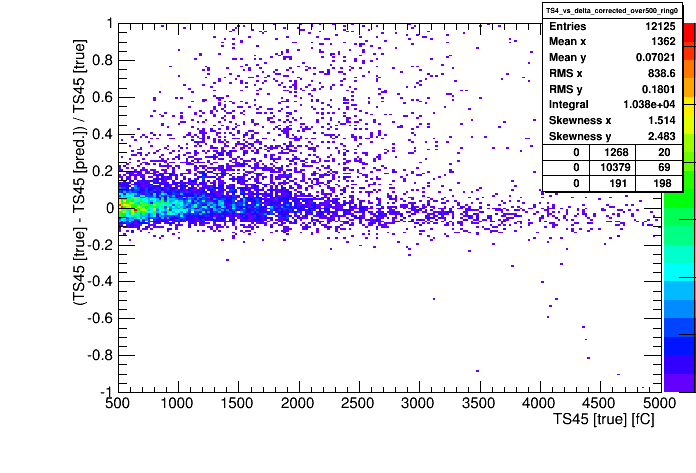 TS4_vs_delta_corrected_over500_ring0
Entries 12125
Mean x 1362
Mean y 0.07021
RMS x 838.6
RMS y 0.1801
Integral 1.038e+04
Skewness x 1.514
Skewness y 2.483
0 1268 20
0 10379 69
0 191 198
(TS45 [true] - TS45 [pred.]) / TS45 [true]
1
0.8
0.6
0.4
0.2
0
-0.2
-0.4
-0.6
-0.8
-1
500 1000 1500 2000 2500 3000 3500 4000 4500 5000
TS45 [true] [fC]